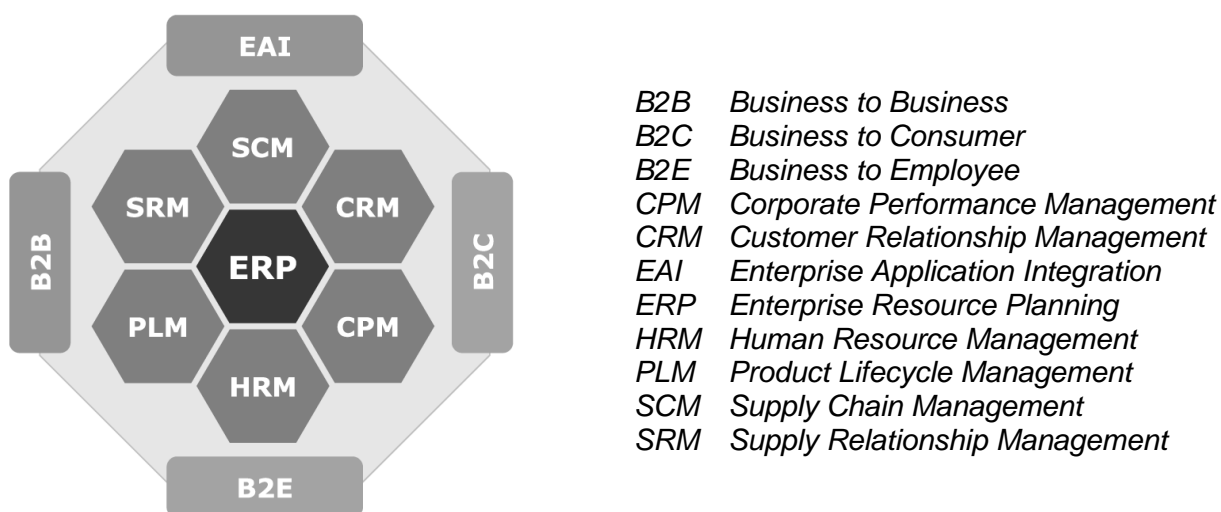 EAI
SCM
SRM
CRM
B2B
ERP
B2C
PLM
CPM
HRM
B2E
B2B Business to Business
B2C Business to Consumer
B2E Business to Employee
CPM Corporate Performance Management
CRM Customer Relationship Management
EAI Enterprise Application Integration
ERP Enterprise Resource Planning
HRM Human Resource Management
PLM Product Lifecycle Management
SCM Supply Chain Management
SRM Supply Relationship Management